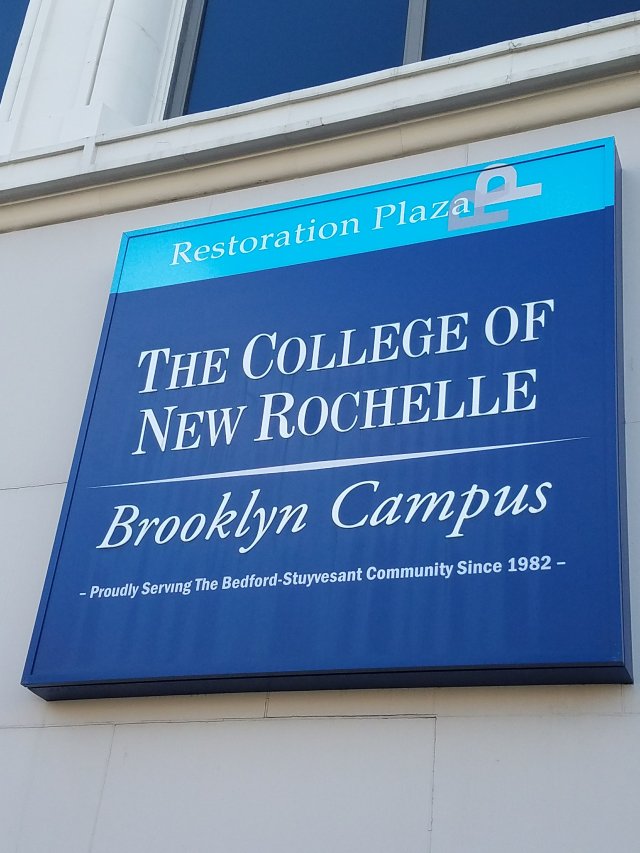 Restoration Plaza
THE COLLEGE OF
NEW ROCHELLE
Brooklyn Campus
– Proudly Serving The Bedford-Stuyvesant Community Since 1982 –